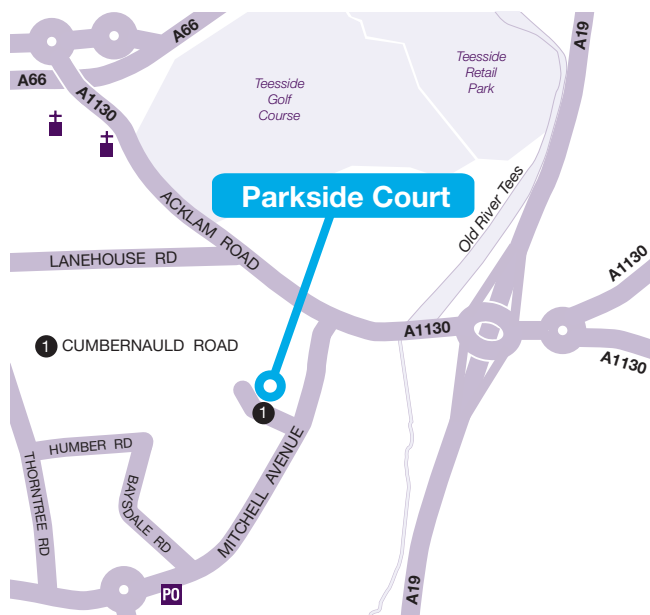 A66
A66
A1130
Teesside
Golf
Course
Teesside
Retail
Park
A19
Parkside Court
ACKLAM ROAD
Old River Tees
LANEHOUSE RD
A1130
A1130
A1130
1 CUMBERNAULD ROAD
1
HUMBER RD
THORNTREE RD
BAYSDALE RD
MITCHELL AVENUE
PO
A19